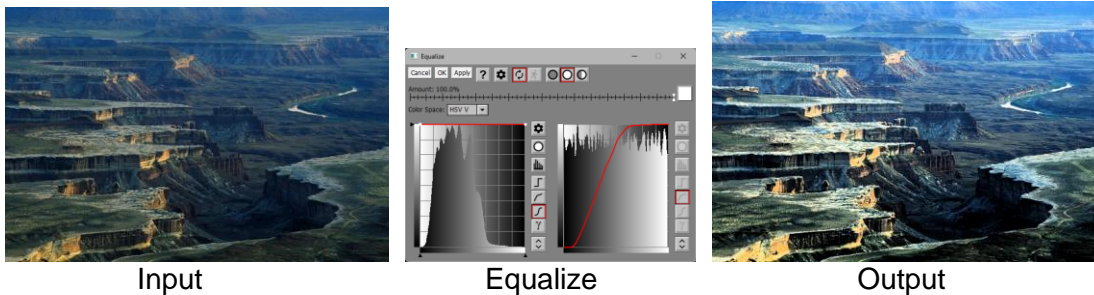 Equalize
Cancel OK Apply ?
Amount: 100.0%
Color Space: HSV V
Input
Equalize
Output